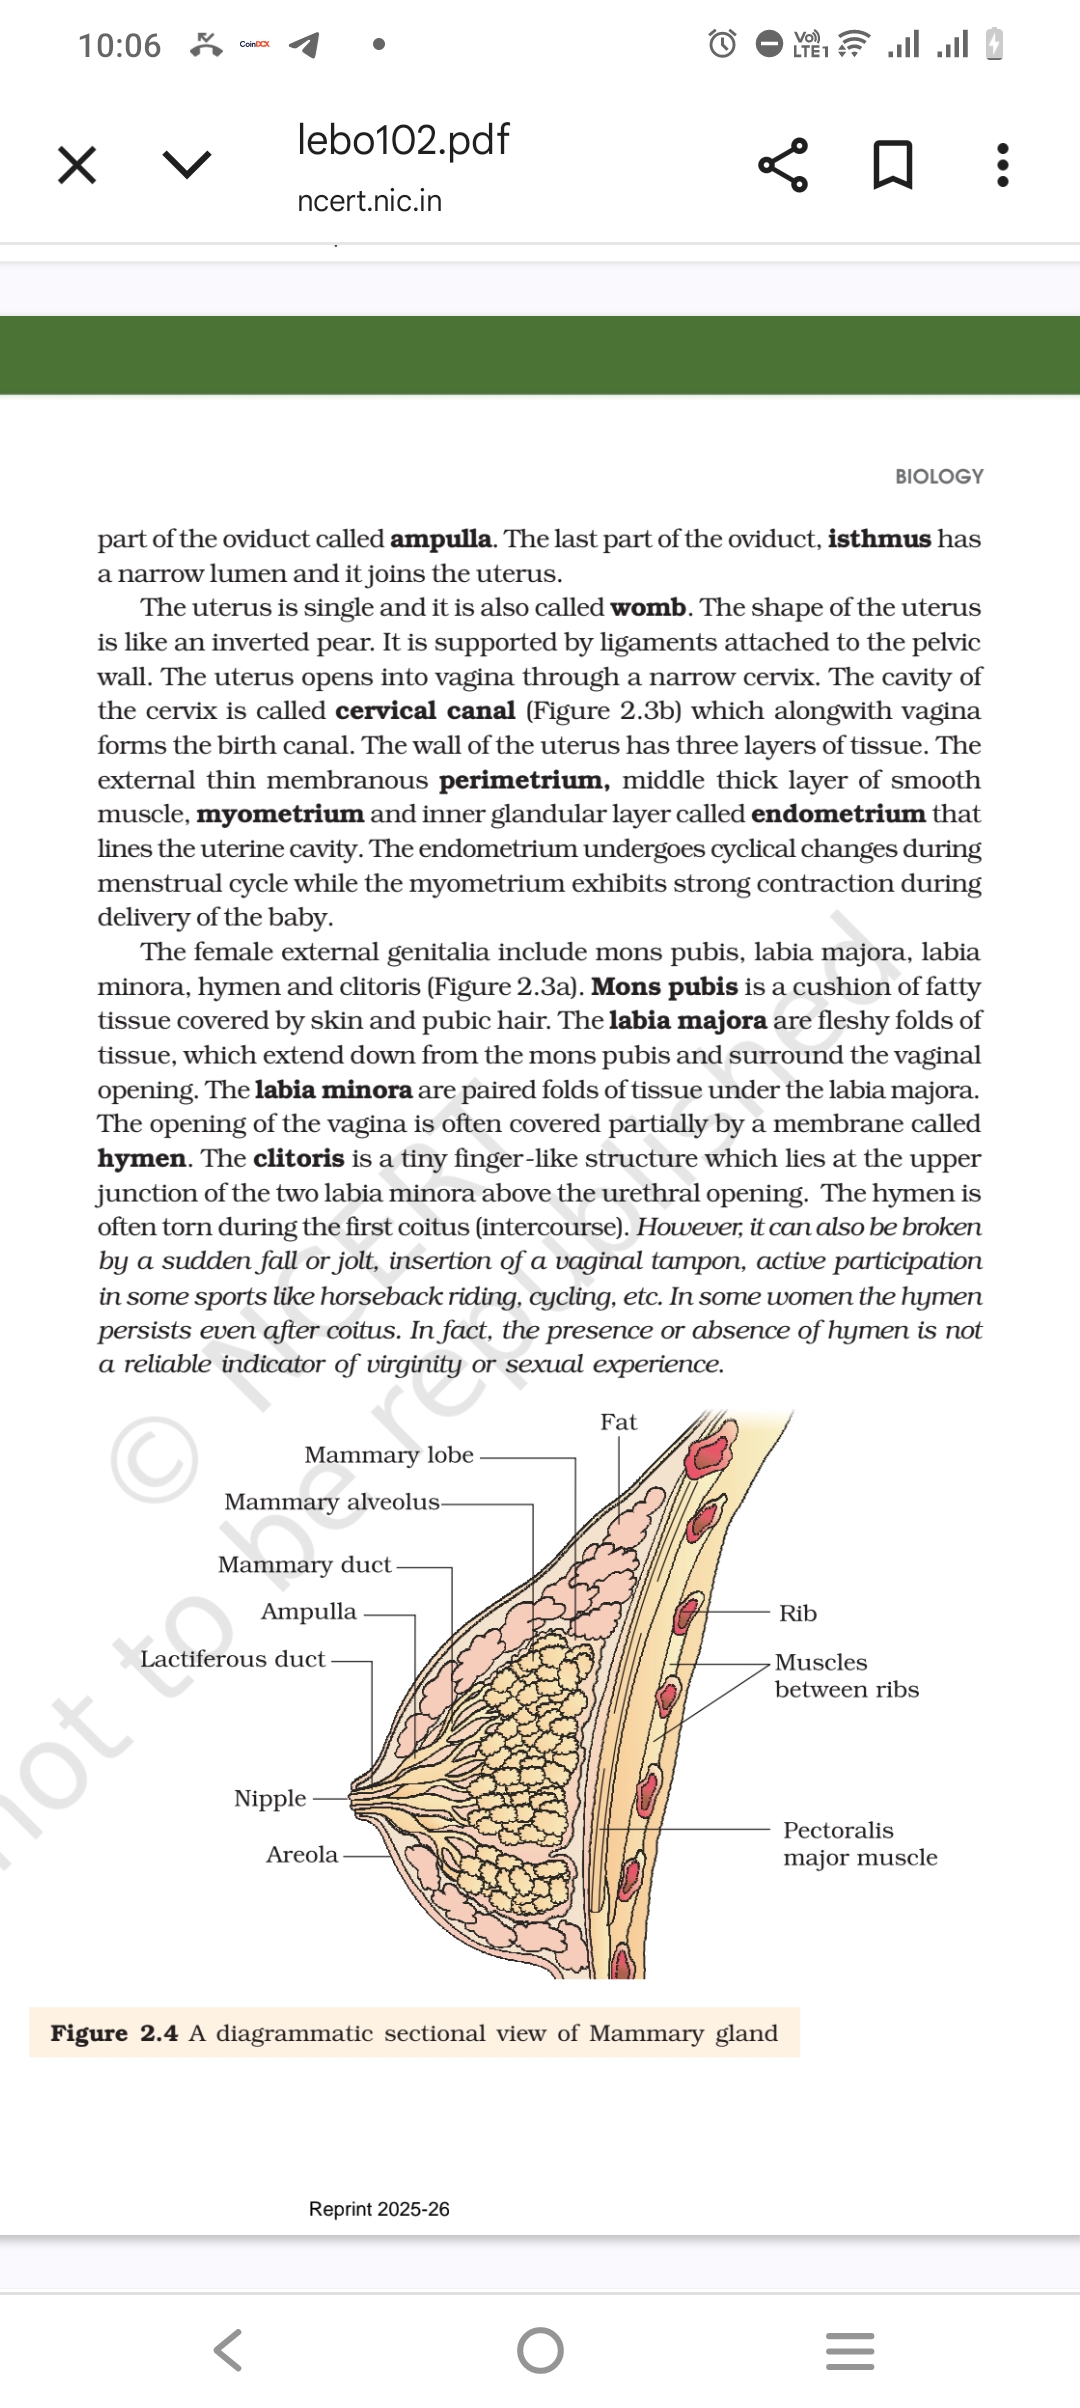 10:06 CoinDCX Vo)) LTE1
lebo102.pdf
ncert.nic.in
BIOLOGY
part of the oviduct called ampulla. The last part of the oviduct, isthmus has
a narrow lumen and it joins the uterus.
The uterus is single and it is also called womb. The shape of the uterus
is like an inverted pear. It is supported by ligaments attached to the pelvic
wall. The uterus opens into vagina through a narrow cervix. The cavity of
the cervix is called cervical canal (Figure 2.3b) which alongwith vagina
forms the birth canal. The wall of the uterus has three layers of tissue. The
external thin membranous perimetrium, middle thick layer of smooth
muscle, myometrium and inner glandular layer called endometrium that
lines the uterine cavity. The endometrium undergoes cyclical changes during
menstrual cycle while the myometrium exhibits strong contraction during
delivery of the baby.
The female external genitalia include mons pubis, labia majora, labia
minora, hymen and clitoris (Figure 2.3a). Mons pubis is a cushion of fatty
tissue covered by skin and pubic hair. The labia majora are fleshy folds of
tissue, which extend down from the mons pubis and surround the vaginal
opening. The labia minora are paired folds of tissue under the labia majora.
The opening of the vagina is often covered partially by a membrane called
hymen. The clitoris is a tiny finger-like structure which lies at the upper
junction of the two labia minora above the urethral opening. The hymen is
often torn during the first coitus (intercourse). However, it can also be broken
by a sudden fall or jolt, insertion of a vaginal tampon, active participation
in some sports like horseback riding, cycling, etc. In some women the hymen
persists even after coitus. In fact, the presence or absence of hymen is not
a reliable indicator of virginity or sexual experience.
© NCERT
not to be republished
Fat
Mammary lobe
Mammary alveolus
Mammary duct
Ampulla
Lactiferous duct
Nipple
Areola
Rib
Muscles
between ribs
Pectoralis
major muscle
Figure 2.4 A diagrammatic sectional view of Mammary gland
Reprint 2025-26